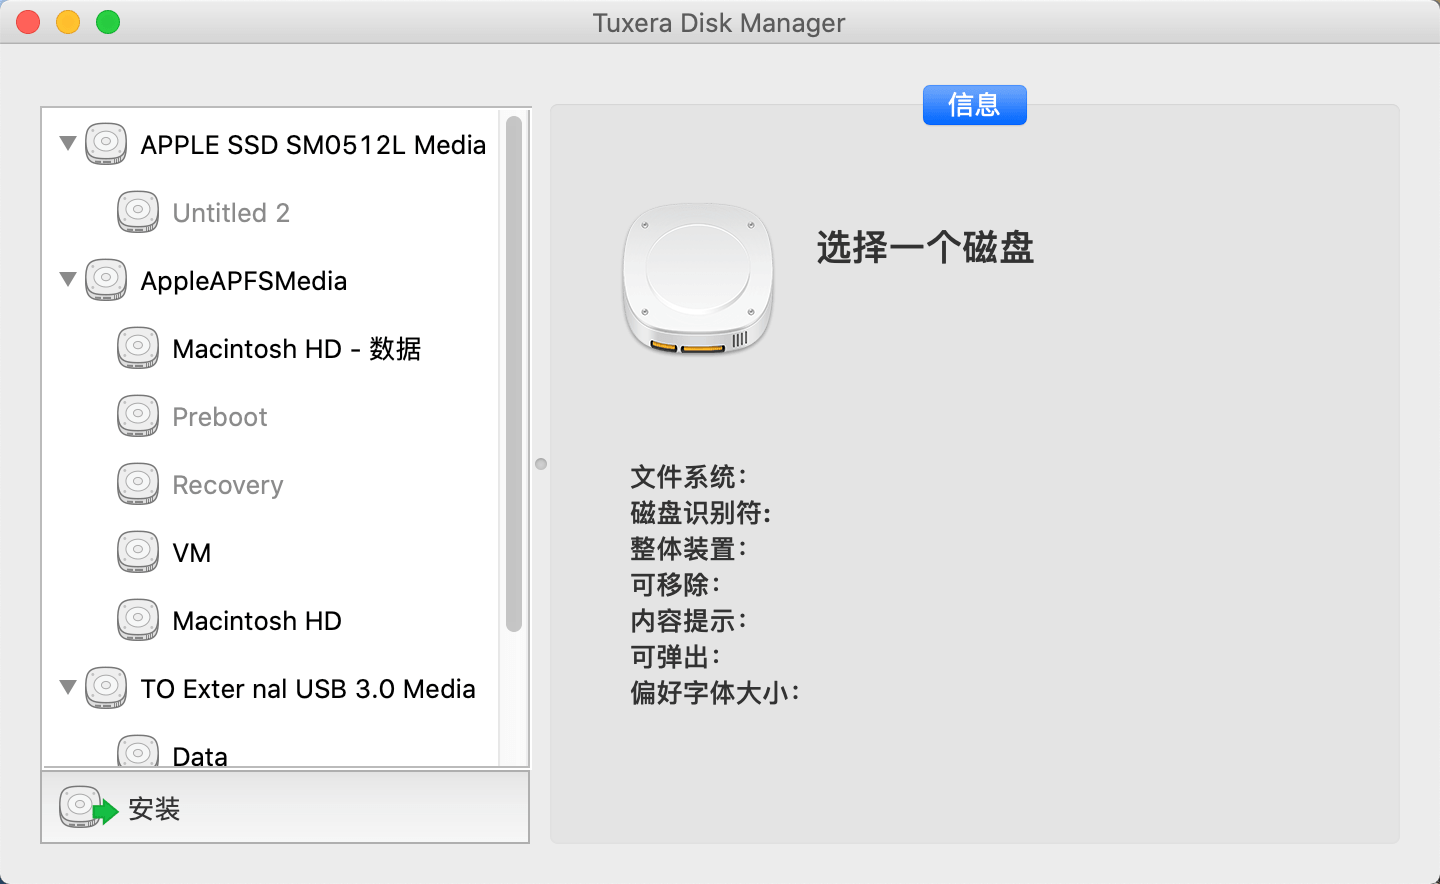 Tuxera Disk Manager
APPLE SSD SM0512L Media
Untitled 2
AppleAPFSMedia
Macintosh HD - 数据
Preboot
Recovery
VM
Macintosh HD
TO Exter nal USB 3.0 Media
Data
安装
信息
选择一个磁盘
文件系统：
磁盘识别符:
整体装置：
可移除：
内容提示：
可弹出：
偏好字体大小：